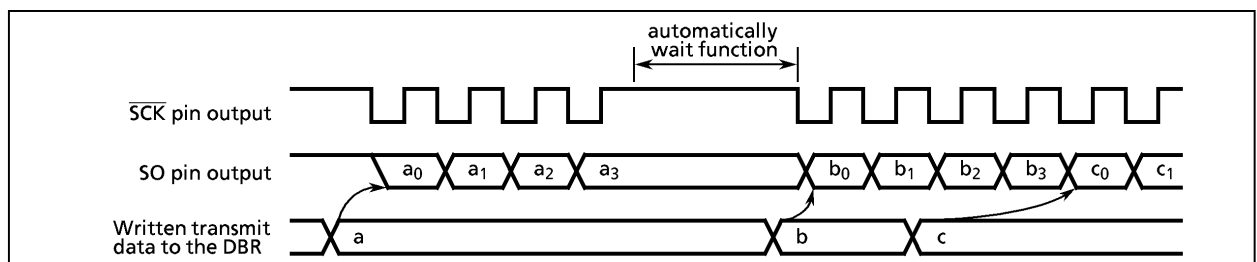 automatically
wait function
SCK pin output
SO pin output
a0 a1 a2 a3 b0 b1 b2 b3 c0 c1
Written transmit
data to the DBR
a b c